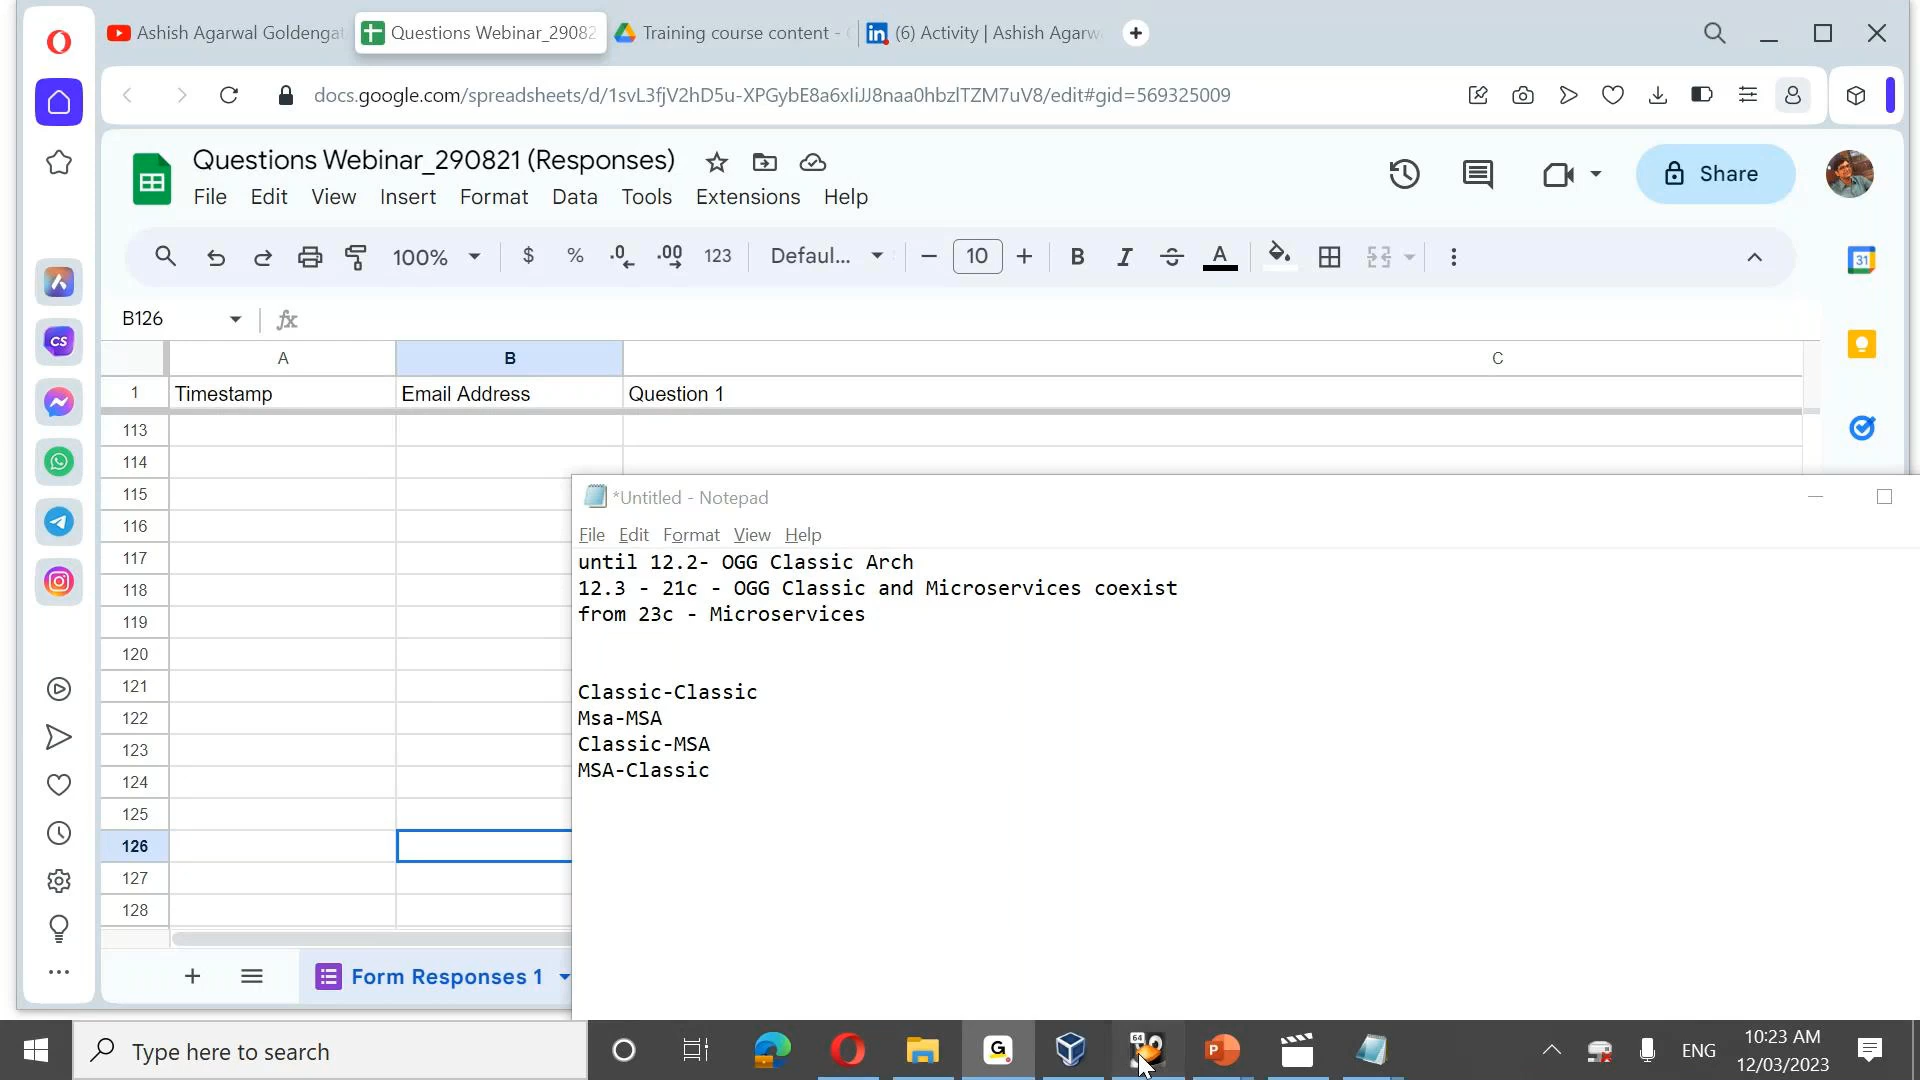 Ashish Agarwal Goldengat
Questions Webinar_29082
Training course content -
(6) Activity | Ashish Agarw
docs.google.com/spreadsheets/d/1svL3fjV2hD5u-XPGybE8a6xIiJJ8naa0hbzlTZM7uV8/edit#gid=569325009
Questions Webinar_290821 (Responses)
File Edit View Insert Format Data Tools Extensions Help
Share
100% $ % .0 .00 123 Defaul... 10 B I S A
31
B126 fx
A B C
1 Timestamp Email Address Question 1
113
114
115
116
117
118
119
120
121
122
123
124
125
126
127
128
CS
*Untitled - Notepad
File Edit Format View Help
until 12.2- OGG Classic Arch
12.3 - 21c - OGG Classic and Microservices coexist
from 23c - Microservices
Classic-Classic
Msa-MSA
Classic-MSA
MSA-Classic
Form Responses 1
Type here to search
G
64
P
ENG
10:23 AM
12/03/2023